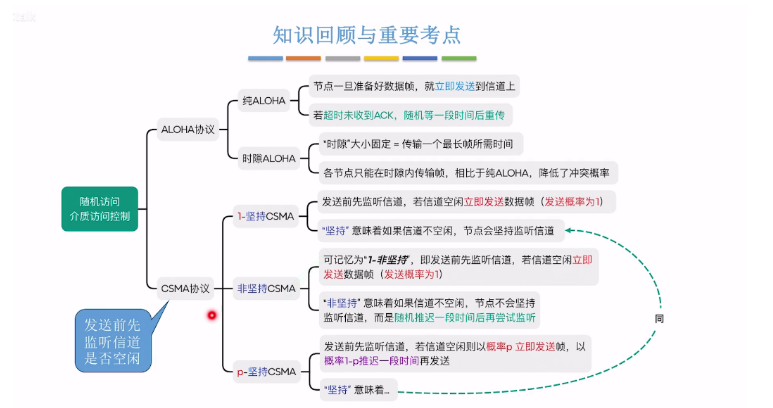 知识回顾与重要考点
节点一旦准备好数据帧，就立即发送到信道上
纯ALOHA
若超时未收到ACK，随机等一段时间后重传
ALOHA协议
“时隙”大小固定 = 传输一个最长帧所需时间
时隙ALOHA
各节点只能在时隙内传输帧，相比于纯ALOHA，降低了冲突概率
随机访问
介质访问控制
发送前先监听信道，若信道空闲立即发送数据帧（发送概率为1）
1-坚持CSMA
“坚持” 意味着如果信道不空闲，节点会坚持监听信道
可记忆为“1-非坚持”，即发送前先监听信道，若信道空闲立即
发送数据帧（发送概率为1）
CSMA协议
非坚持CSMA
“非坚持” 意味着如果信道不空闲，节点不会坚持
监听信道，而是随机推迟一段时间后再尝试监听
同
发送前先
监听信道
是否空闲
发送前先监听信道，若信道空闲则以概率p 立即发送帧，以
概率1-p推迟一段时间再发送
p-坚持CSMA
“坚持” 意味着...